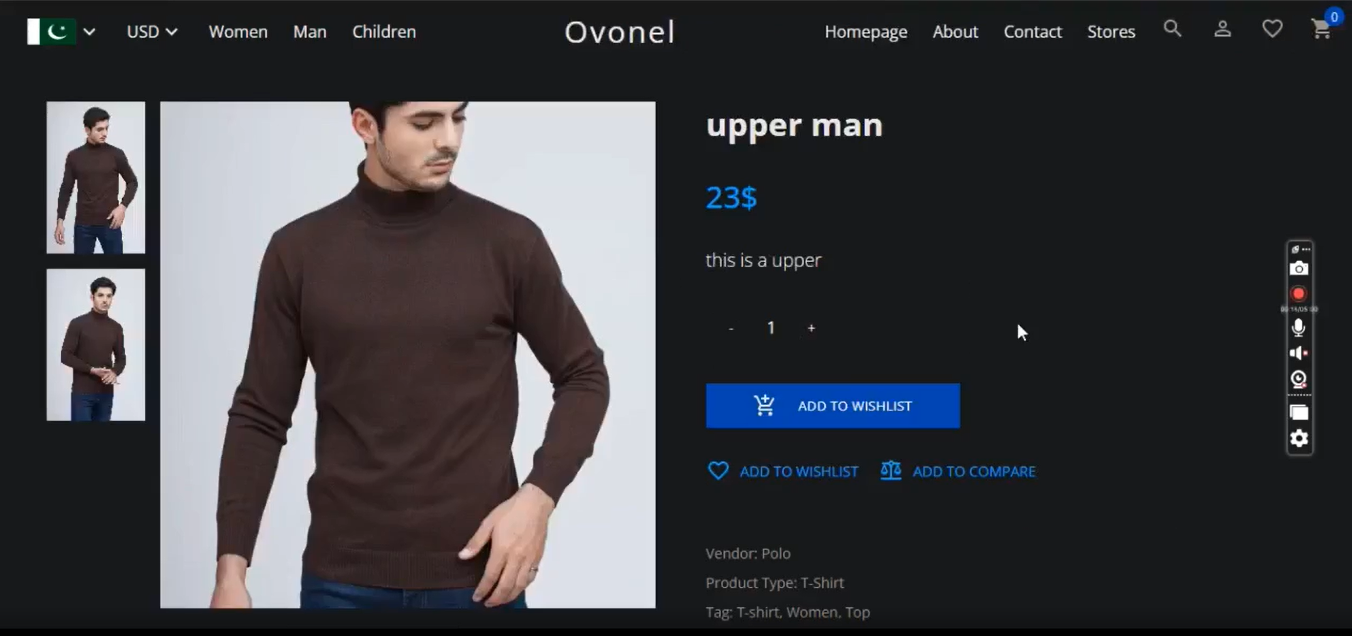 USD Women Man Children Ovonel Homepage About Contact Stores 0
upper man
23$
this is a upper
- 1 +
ADD TO WISHLIST
ADD TO WISHLIST ADD TO COMPARE
Vendor: Polo
Product Type: T-Shirt
Tag: T-shirt, Women, Top